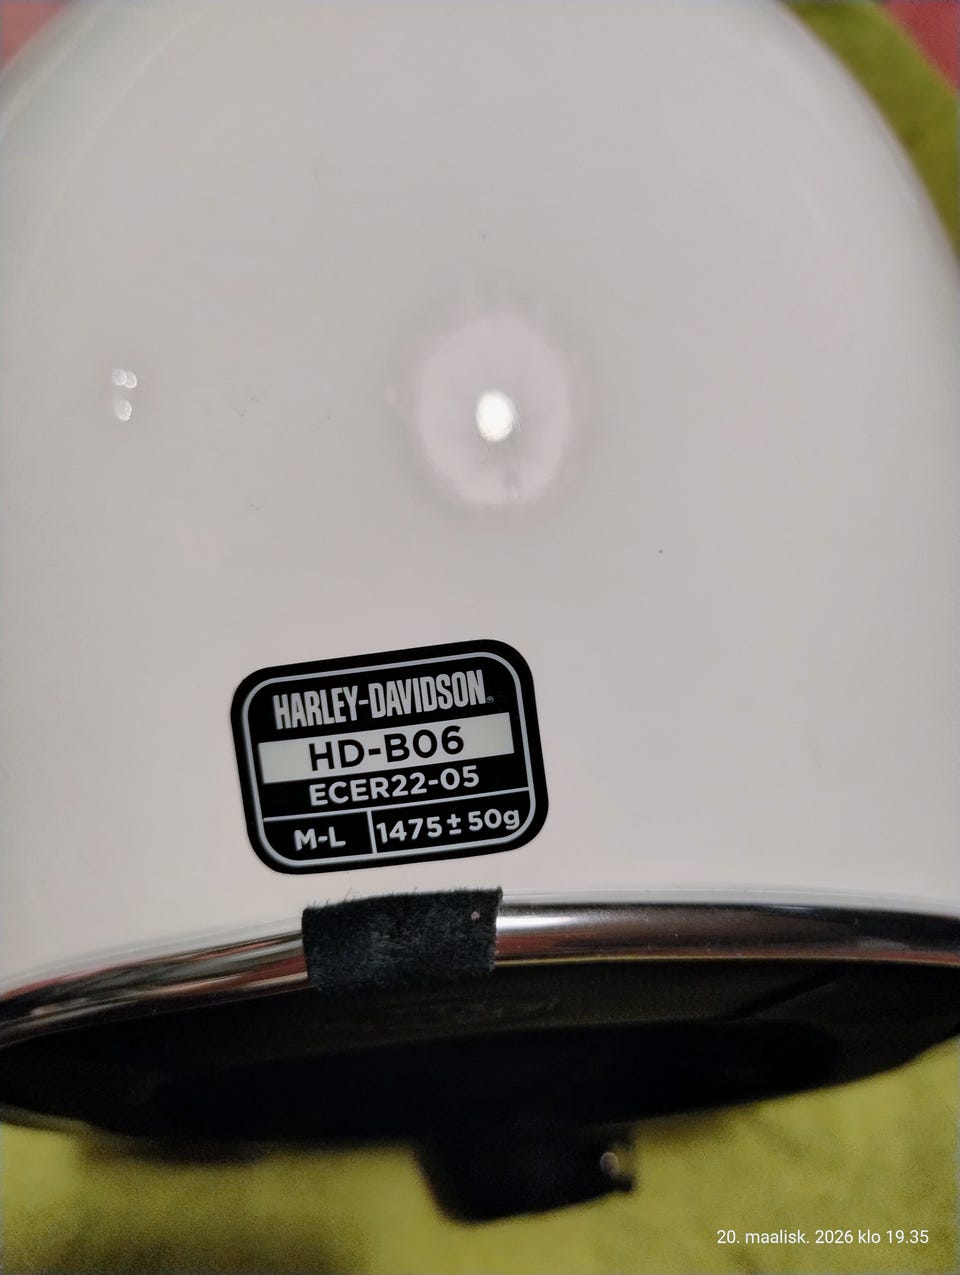 HARLEY-DAVIDSON®
HD-B06
ECER22-05
M-L 1475±50g
20. maalisk. 2026 klo 19.35